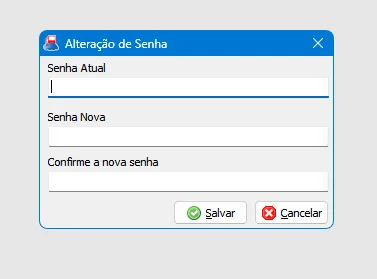 Alteração de Senha
Senha Atual
Senha Nova
Confirme a nova senha
Salvar Cancelar